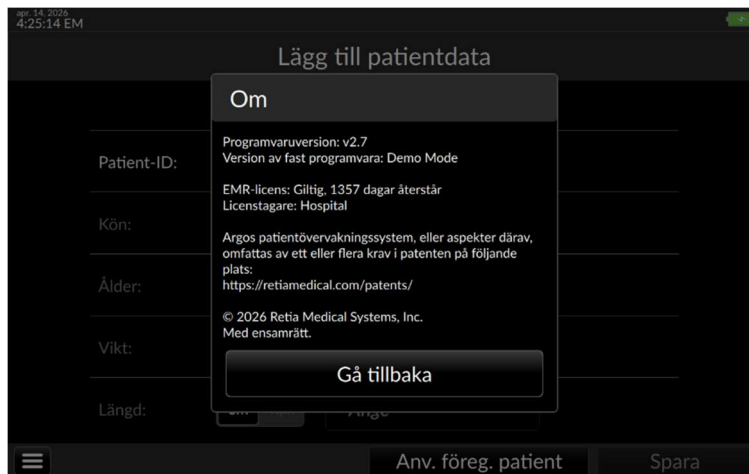 apr. 14, 2026
4:25:14 EM
Lägg till patientdata
Om
Programvaruversion: v2.7
Version av fast programvara: Demo Mode
EMR-licens: Giltig, 1357 dagar återstår
Licenstagare: Hospital
Argos patientövervakningssystem, eller aspekter därav,
omfattas av ett eller flera krav i patenten på följande
plats:
https://retiamedical.com/patents/
© 2026 Retia Medical Systems, Inc.
Med ensamrätt.
Gå tillbaka
Patient-ID:
Kön:
Ålder:
Vikt:
Längd:
Anv. föreg. patient
Spara